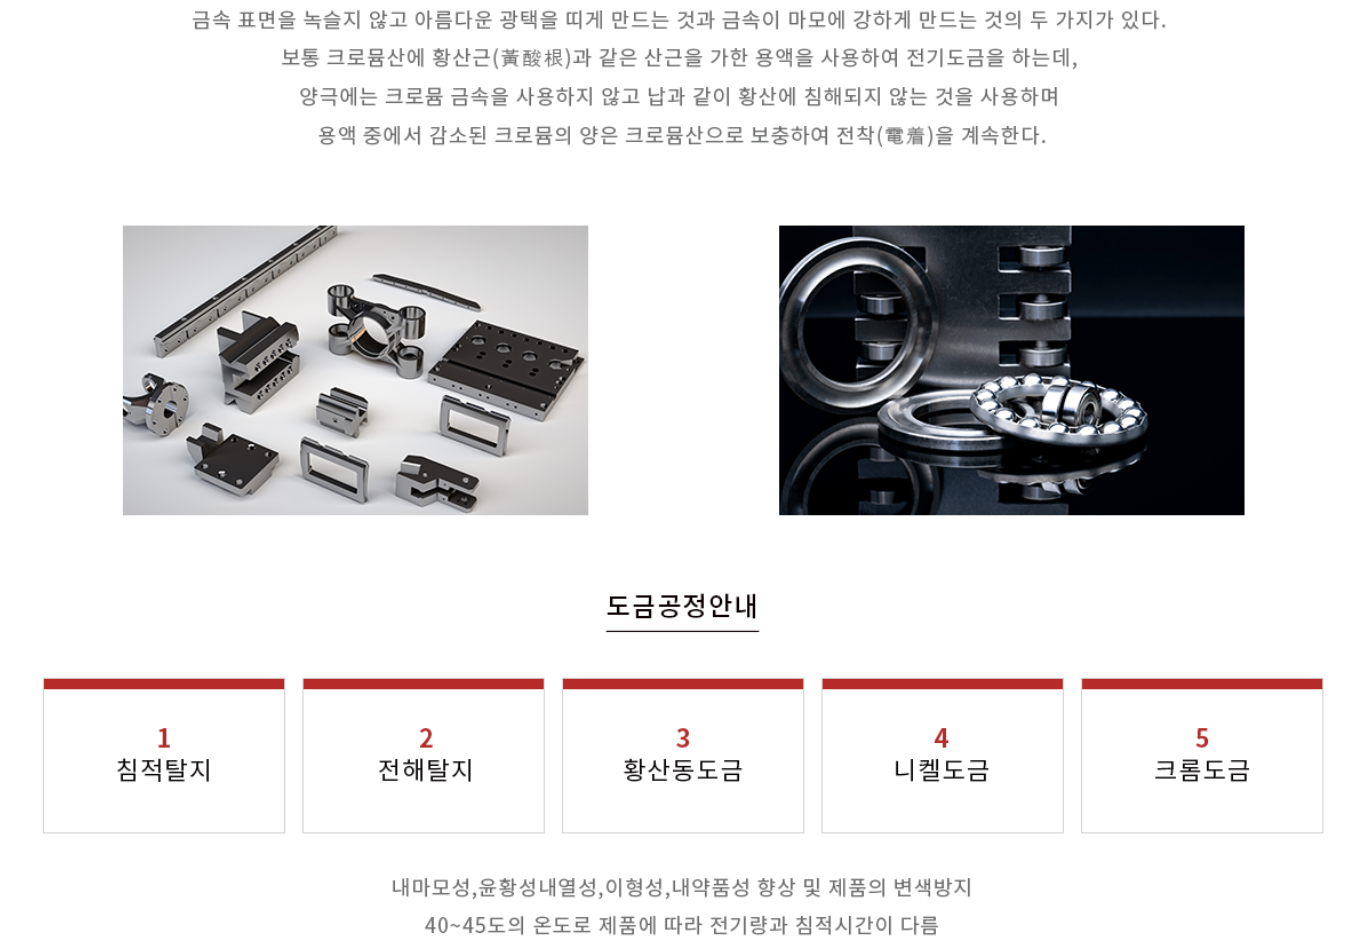 금속 표면을 녹슬지 않고 아름다운 광택을 띠게 만드는 것과 금속이 마모에 강하게 만드는 것의 두 가지가 있다.
보통 크로뮴산에 황산근(黃酸根)과 같은 산근을 가한 용액을 사용하여 전기도금을 하는데,
양극에는 크로뮴 금속을 사용하지 않고 납과 같이 황산에 침해되지 않는 것을 사용하며
용액 중에서 감소된 크로뮴의 양은 크로뮴산으로 보충하여 전착(電着)을 계속한다.
도금공정안내
1
침적탈지
2
전해탈지
3
황산동도금
4
니켈도금
5
크롬도금
내마모성,윤황성내열성,이형성,내약품성 향상 및 제품의 변색방지
40~45도의 온도로 제품에 따라 전기량과 침적시간이 다름